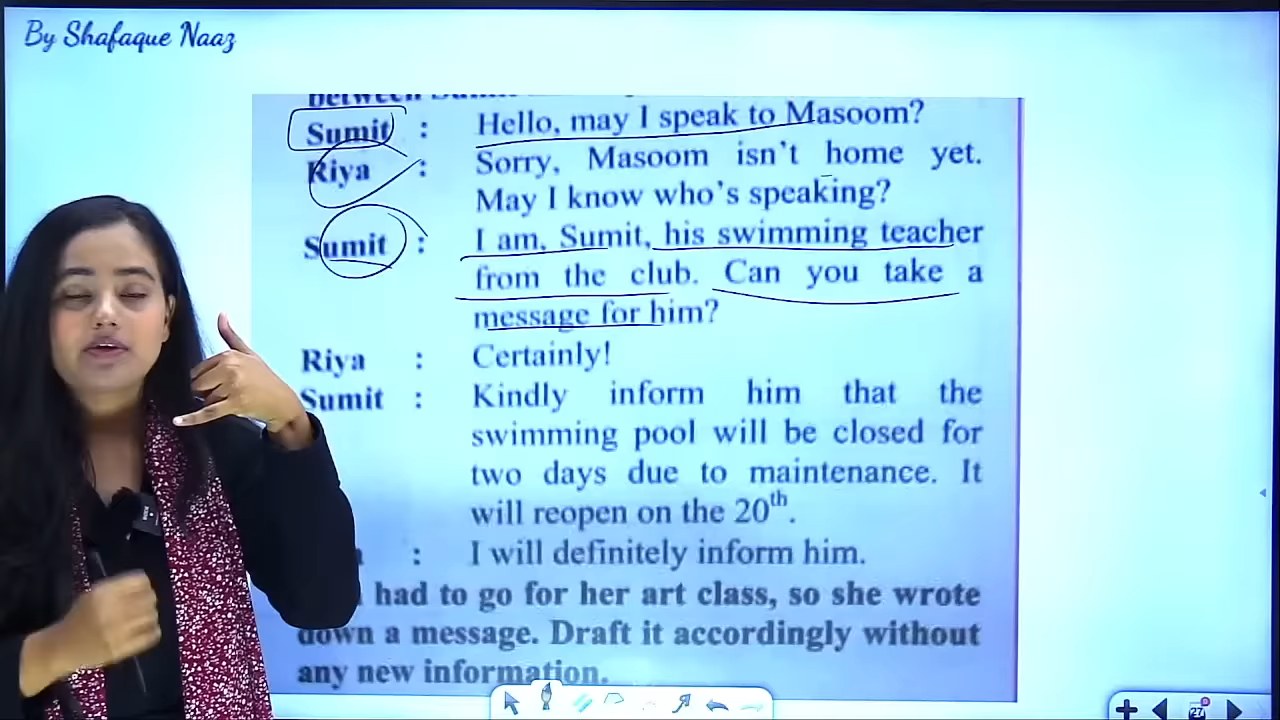 By Shafaque Naaz
between
Sumit : Hello, may I speak to Masoom?
Riya : Sorry, Masoom isn't home yet.
May I know who's speaking?
Sumit : I am, Sumit, his swimming teacher
from the club. Can you take a
message for him?
Riya : Certainly!
Sumit : Kindly inform him that the
swimming pool will be closed for
two days due to maintenance. It
will reopen on the 20th.
: I will definitely inform him.
had to go for her art class, so she wrote
down a message. Draft it accordingly without
any new information.
27